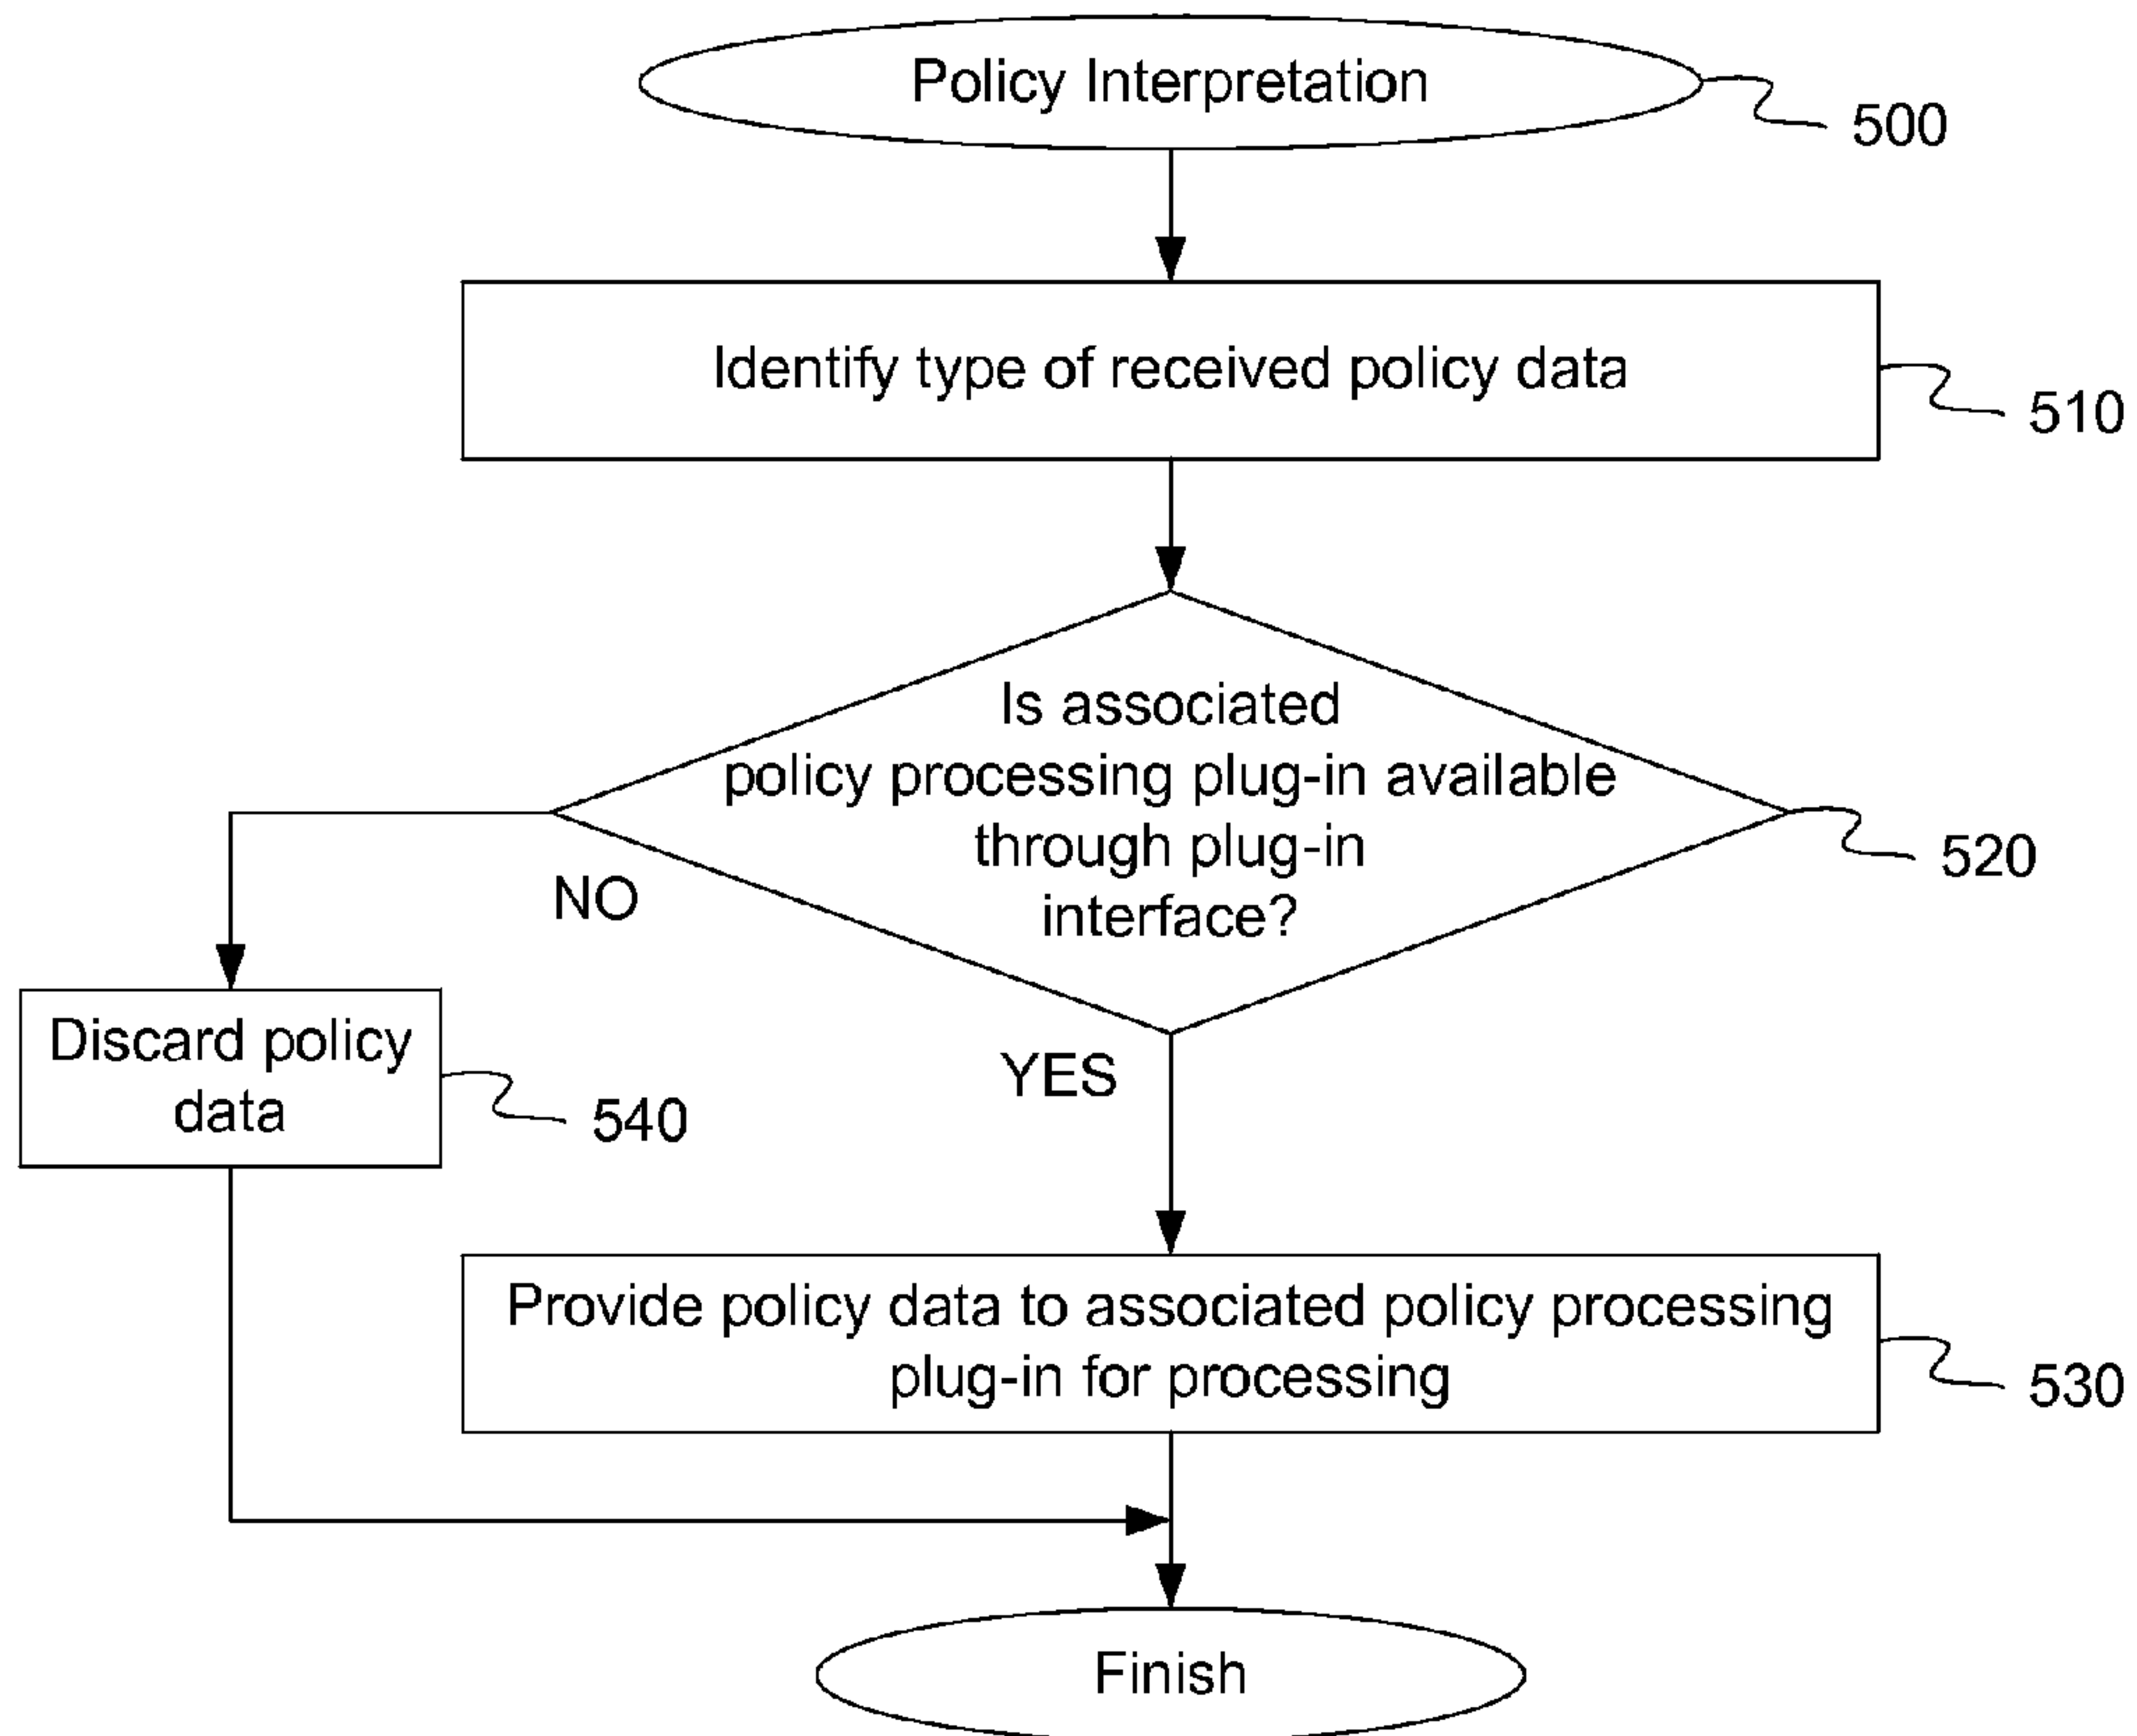 Policy Interpretation
500
Identify type of received policy data
510
Is associated
policy processing plug-in available
through plug-in
interface?
520
NO
YES
Discard policy
data
540
Provide policy data to associated policy processing
plug-in for processing
530
Finish